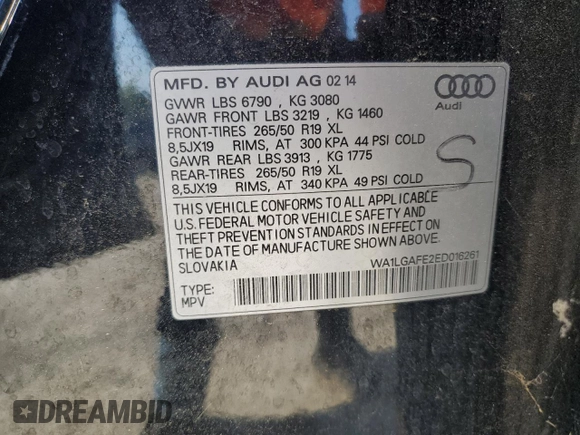 MFD. BY AUDI AG 02 14
GVWR LBS 6790 , KG 3080
GAWR FRONT LBS 3219 , KG 1460
FRONT-TIRES 265/50 R19 XL
8,5JX19 RIMS, AT 300 KPA 44 PSI COLD
GAWR REAR LBS 3913 , KG 1775
REAR-TIRES 265/50 R19 XL
8,5JX19 RIMS, AT 340 KPA 49 PSI COLD
Audi
S
THIS VEHICLE CONFORMS TO ALL APPLICABLE
U.S. FEDERAL MOTOR VEHICLE SAFETY AND
THEFT PREVENTION STANDARDS IN EFFECT ON
THE DATE OF MANUFACTURE SHOWN ABOVE.
SLOVAKIA
WA1LGAFE2ED016261
TYPE:
MPV
DREAMBID